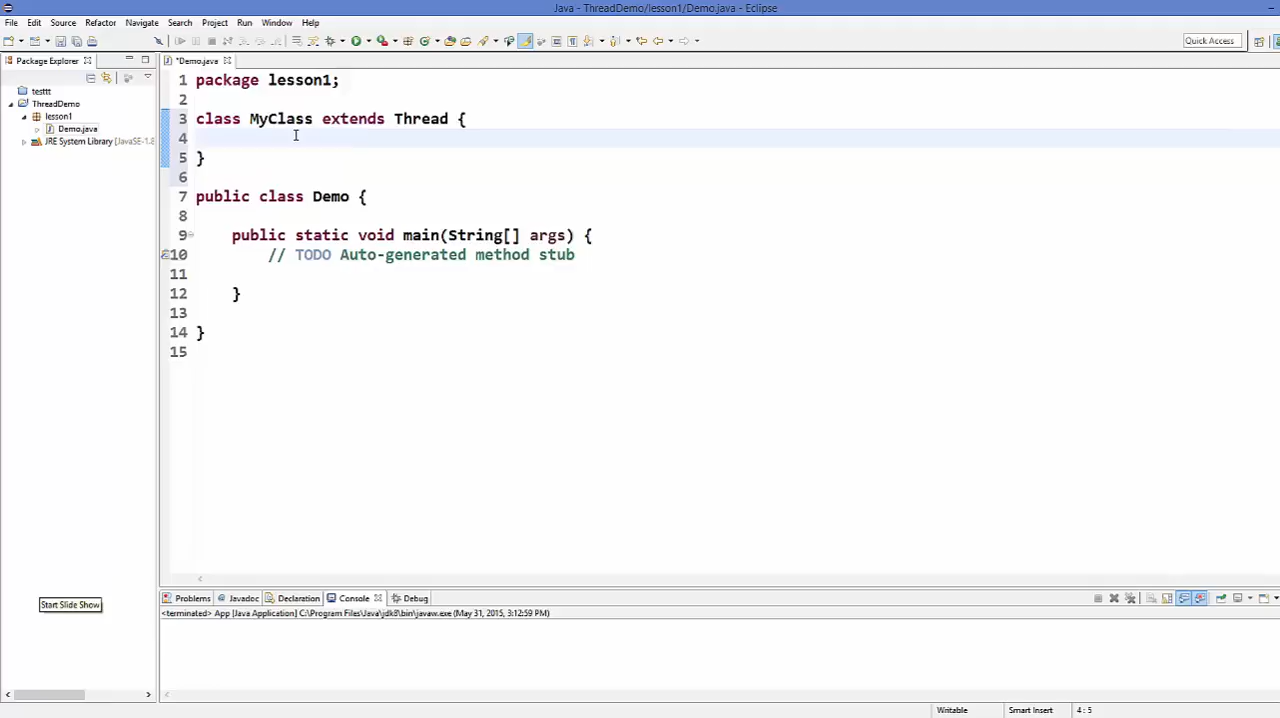 Java - ThreadDemo/lesson1/Demo.java - Eclipse
File Edit Source Refactor Navigate Search Project Run Window Help
Quick Access
Package Explorer
*Demo.java
testtt
ThreadDemo
lesson1
Demo.java
JRE System Library [JavaSE-1.8
1 package lesson1;
2
3 class MyClass extends Thread {
4
5 }
6
7 public class Demo {
8
9 public static void main(String[] args) {
10 // TODO Auto-generated method stub
11
12 }
13
14 }
15
Start Slide Show
Problems Javadoc Declaration Console Debug
<terminated> App [Java Application] C:\Program Files\Java\jdk8\bin\javaw.exe (May 31, 2015, 3:12:59 PM)
Writable Smart Insert 4 : 5